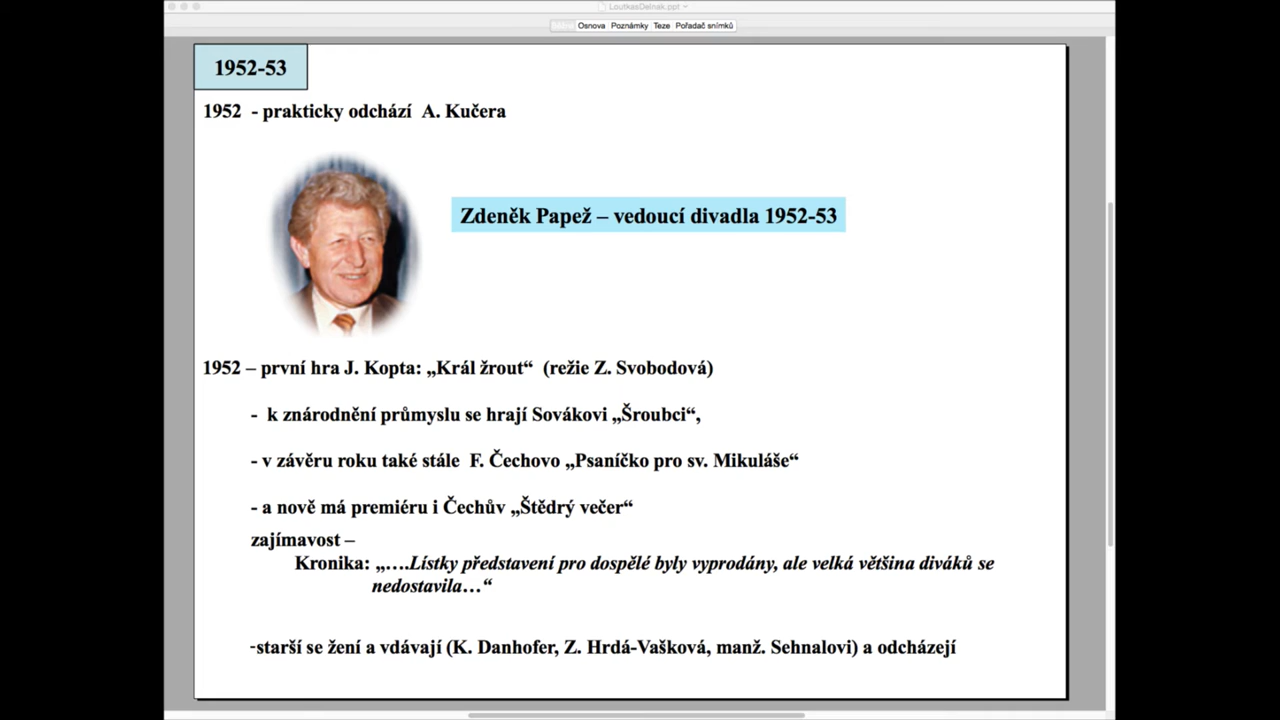 LoutkasDelnak.ppt
Osnova Poznámky Teze Pořadač snímků
1952-53
1952 - prakticky odchází A. Kučera
Zdeněk Papež – vedoucí divadla 1952-53
1952 – první hra J. Kopta: „Král žrout“ (režie Z. Svobodová)
- k znárodnění průmyslu se hrají Sovákovi „Šroubci“,
- v závěru roku také stále F. Čechovo „Psaníčko pro sv. Mikuláše“
- a nově má premiéru i Čechův „Štědrý večer“
zajímavost –
Kronika: „….Lístky představení pro dospělé byly vyprodány, ale velká většina diváků se
nedostavila…“
-starší se žení a vdávají (K. Danhofer, Z. Hrdá-Vašková, manž. Sehnalovi) a odcházejí